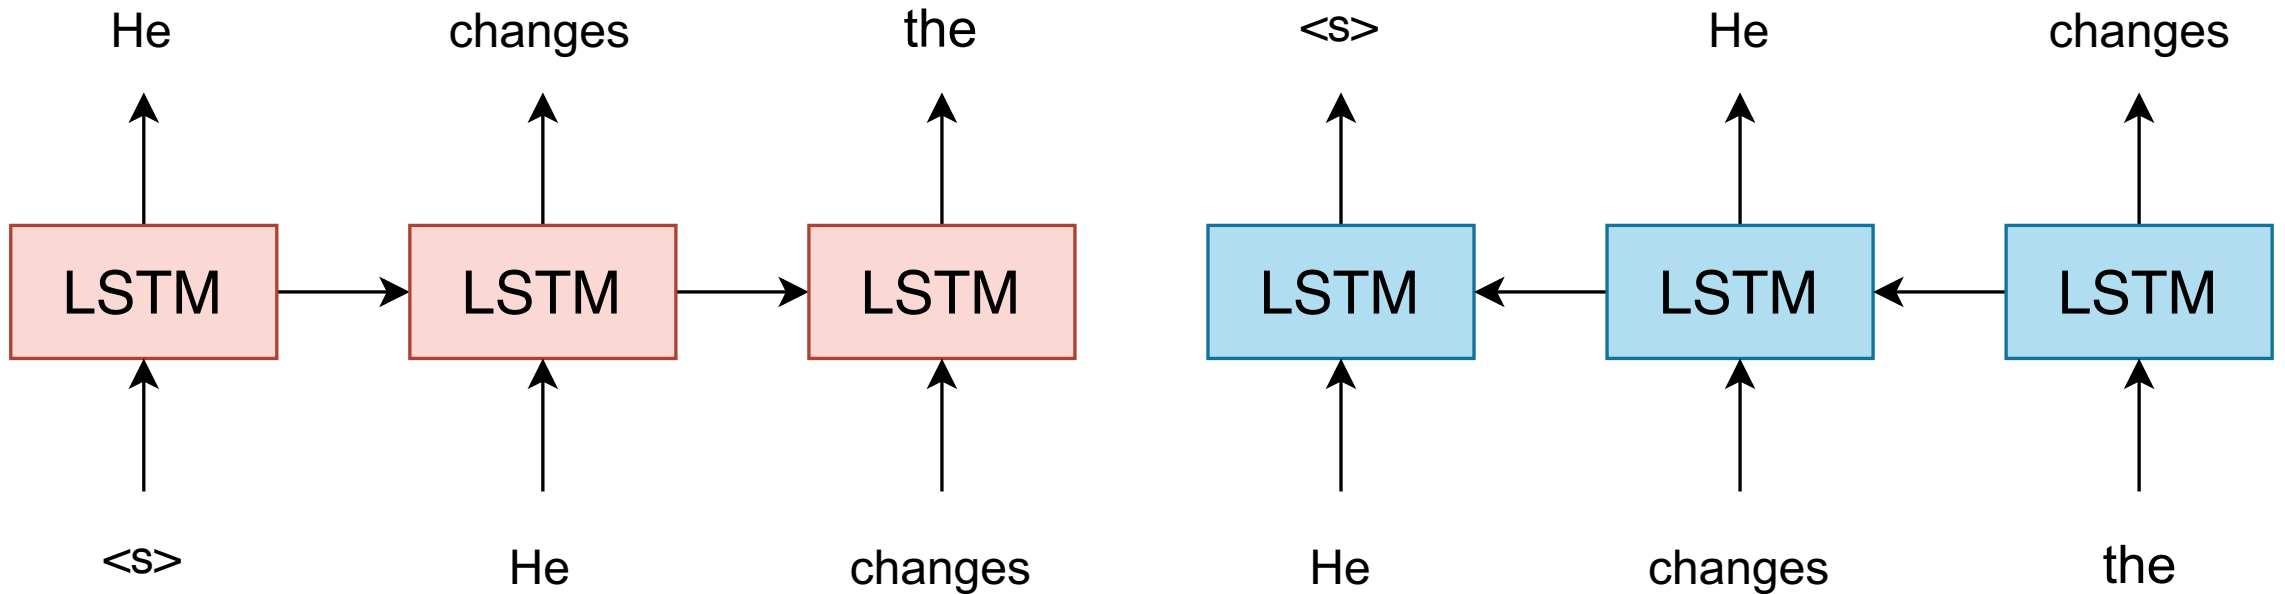 He changes the <s> He changes
LSTM LSTM LSTM LSTM LSTM LSTM
<s> He changes He changes the